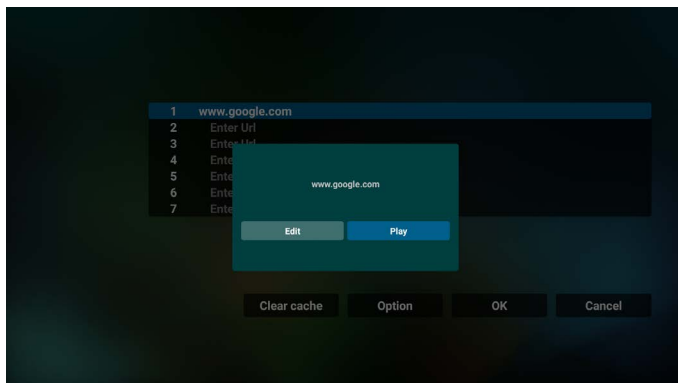 1 www.google.com
2 Enter Url
3 Enter Url
4 Ente
5 Ente
6 Ente
7 Ente
www.google.com
Edit Play
Clear cache Option OK Cancel